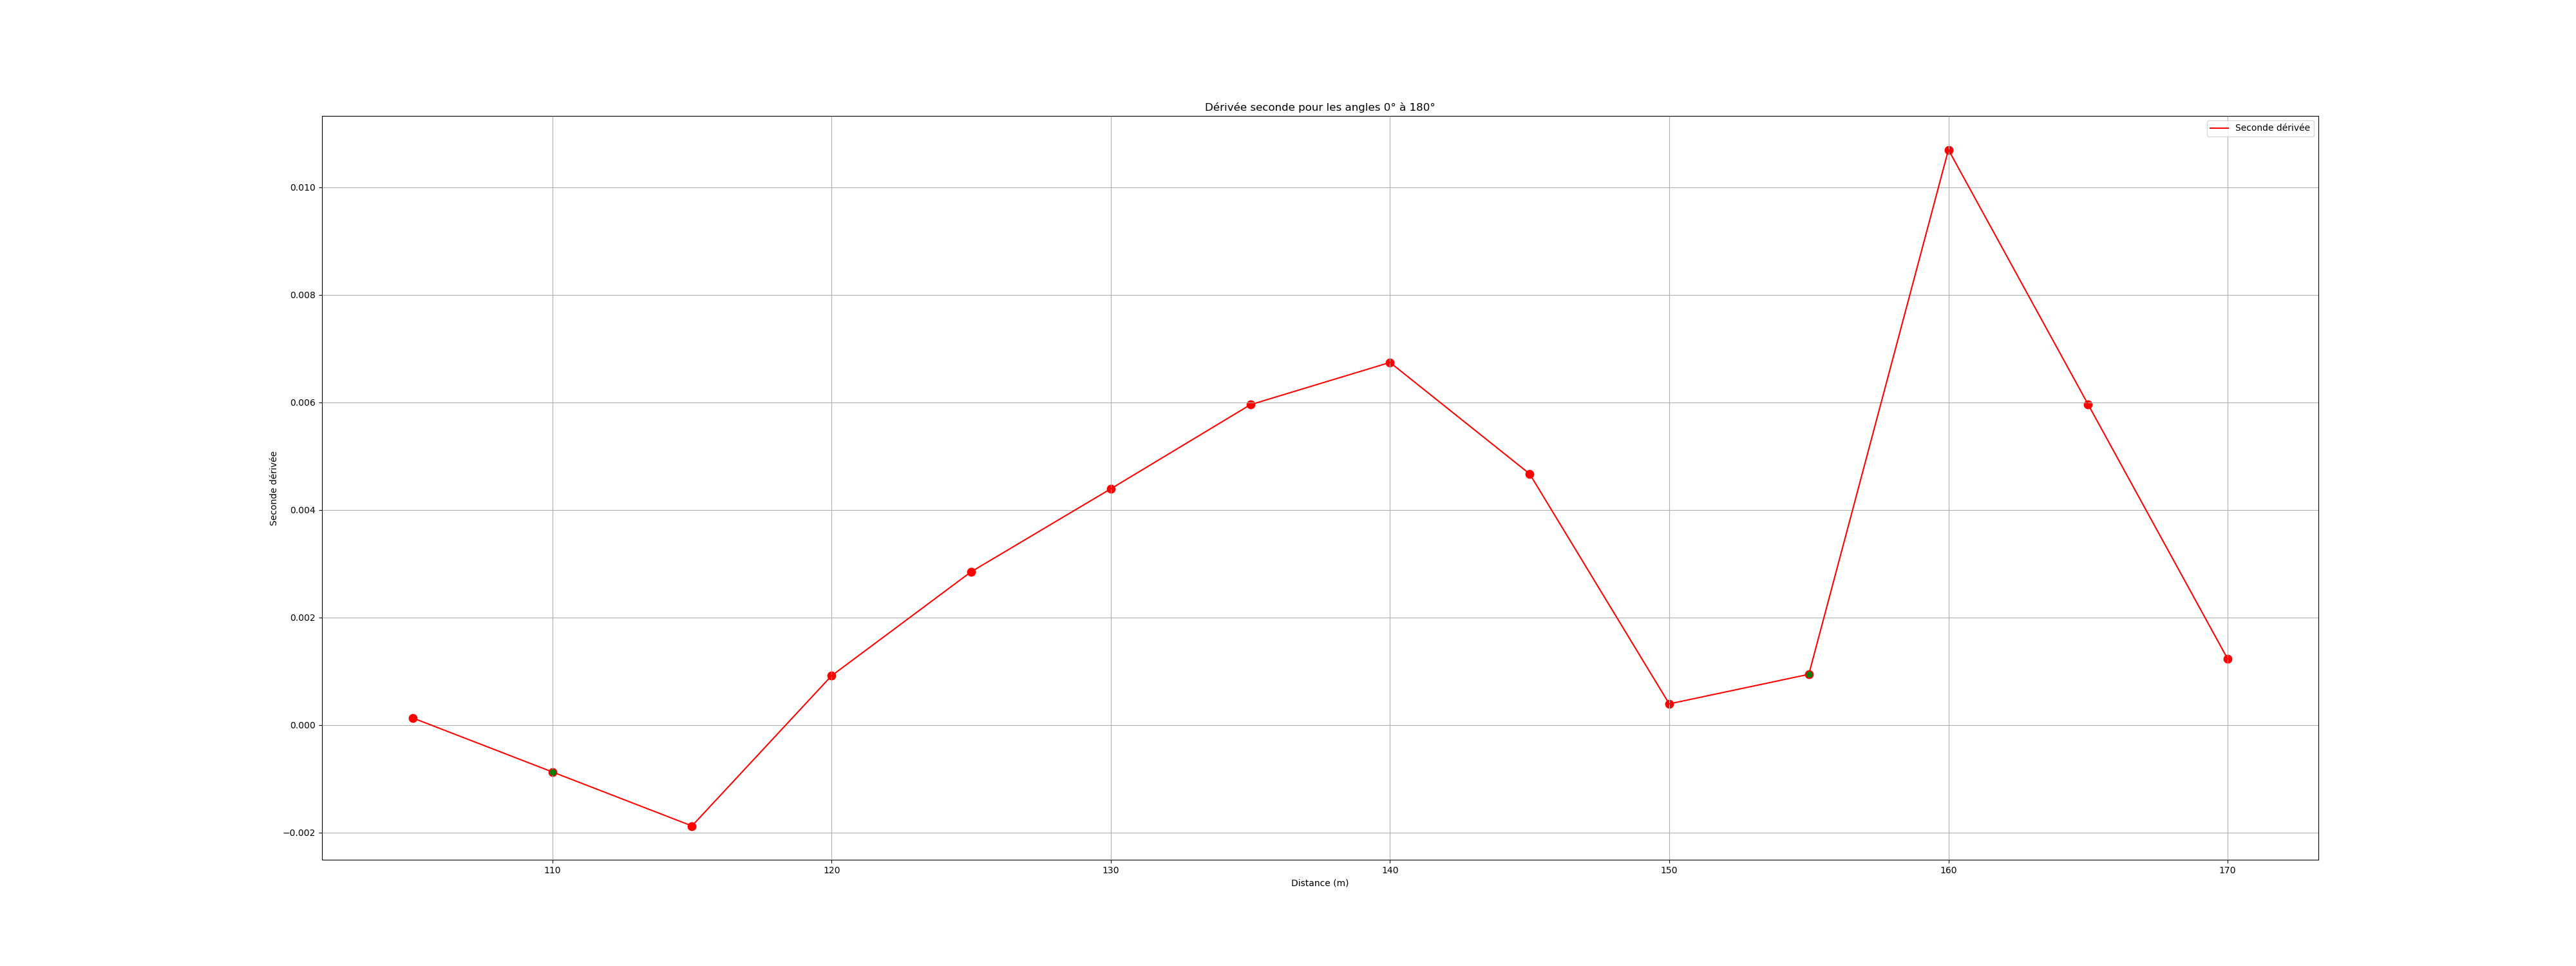 Dérivée seconde pour les angles 0° à 180°
Seconde dérivée
0.010
0.008
0.006
0.004
0.002
0.000
−0.002
Seconde dérivée
110 120 130 140 150 160 170
Distance (m)